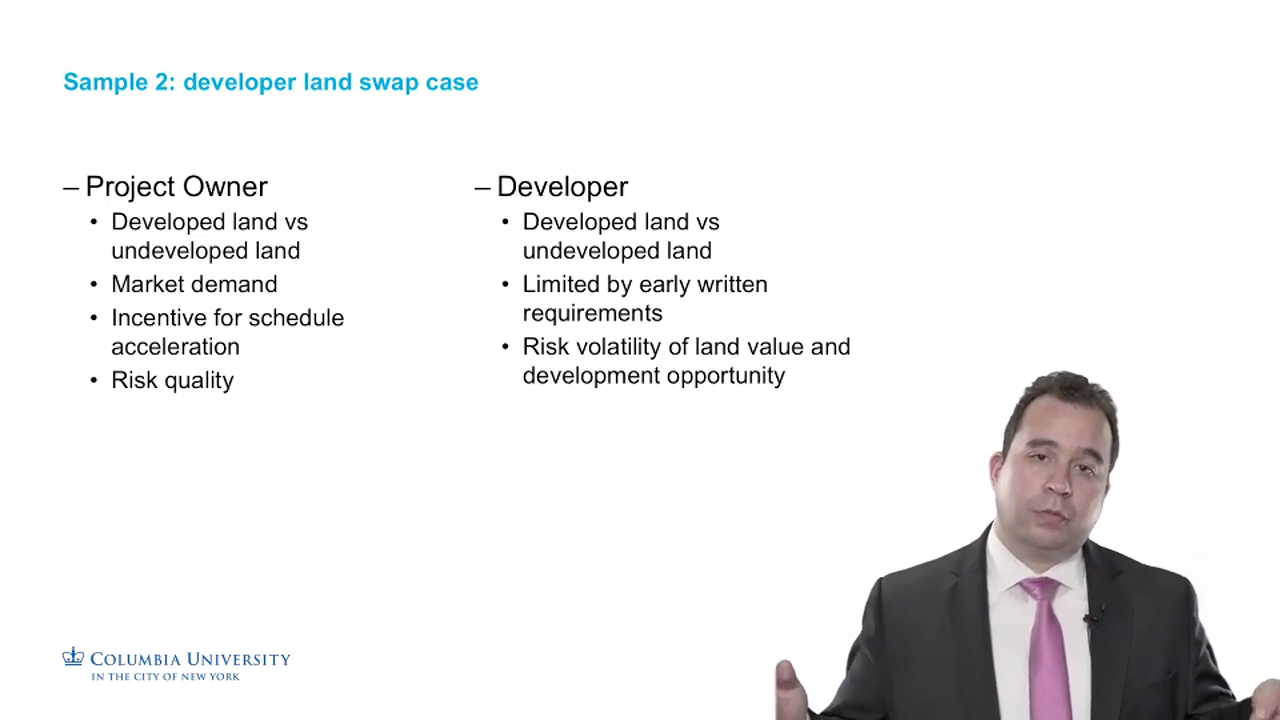 Sample 2: developer land swap case
– Project Owner
• Developed land vs
undeveloped land
• Market demand
• Incentive for schedule
acceleration
• Risk quality
– Developer
• Developed land vs
undeveloped land
• Limited by early written
requirements
• Risk volatility of land value and
development opportunity
COLUMBIA UNIVERSITY
IN THE CITY OF NEW YORK